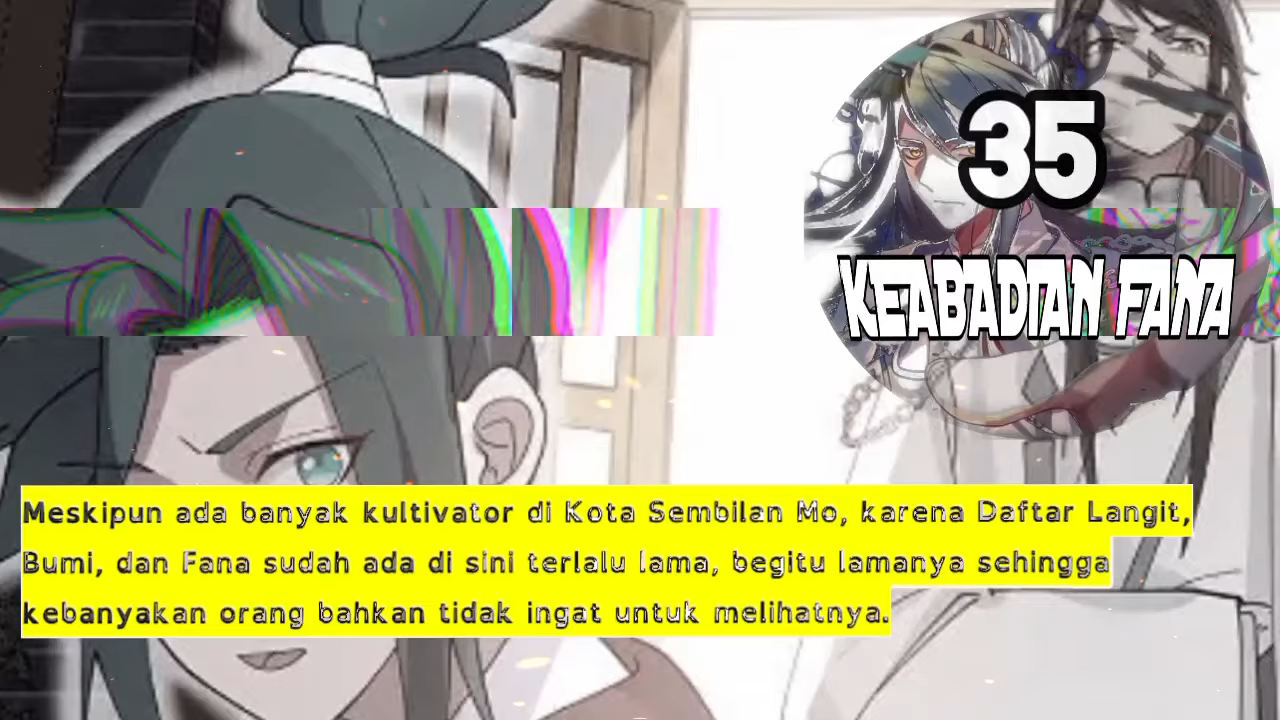 35
KEABADIAN FANA
Meskipun ada banyak kultivator di Kota Sembilan Mo, karena Daftar Langit,
Bumi, dan Fana sudah ada di sini terlalu lama, begitu lamanya sehingga
kebanyakan orang bahkan tidak ingat untuk melihatnya.